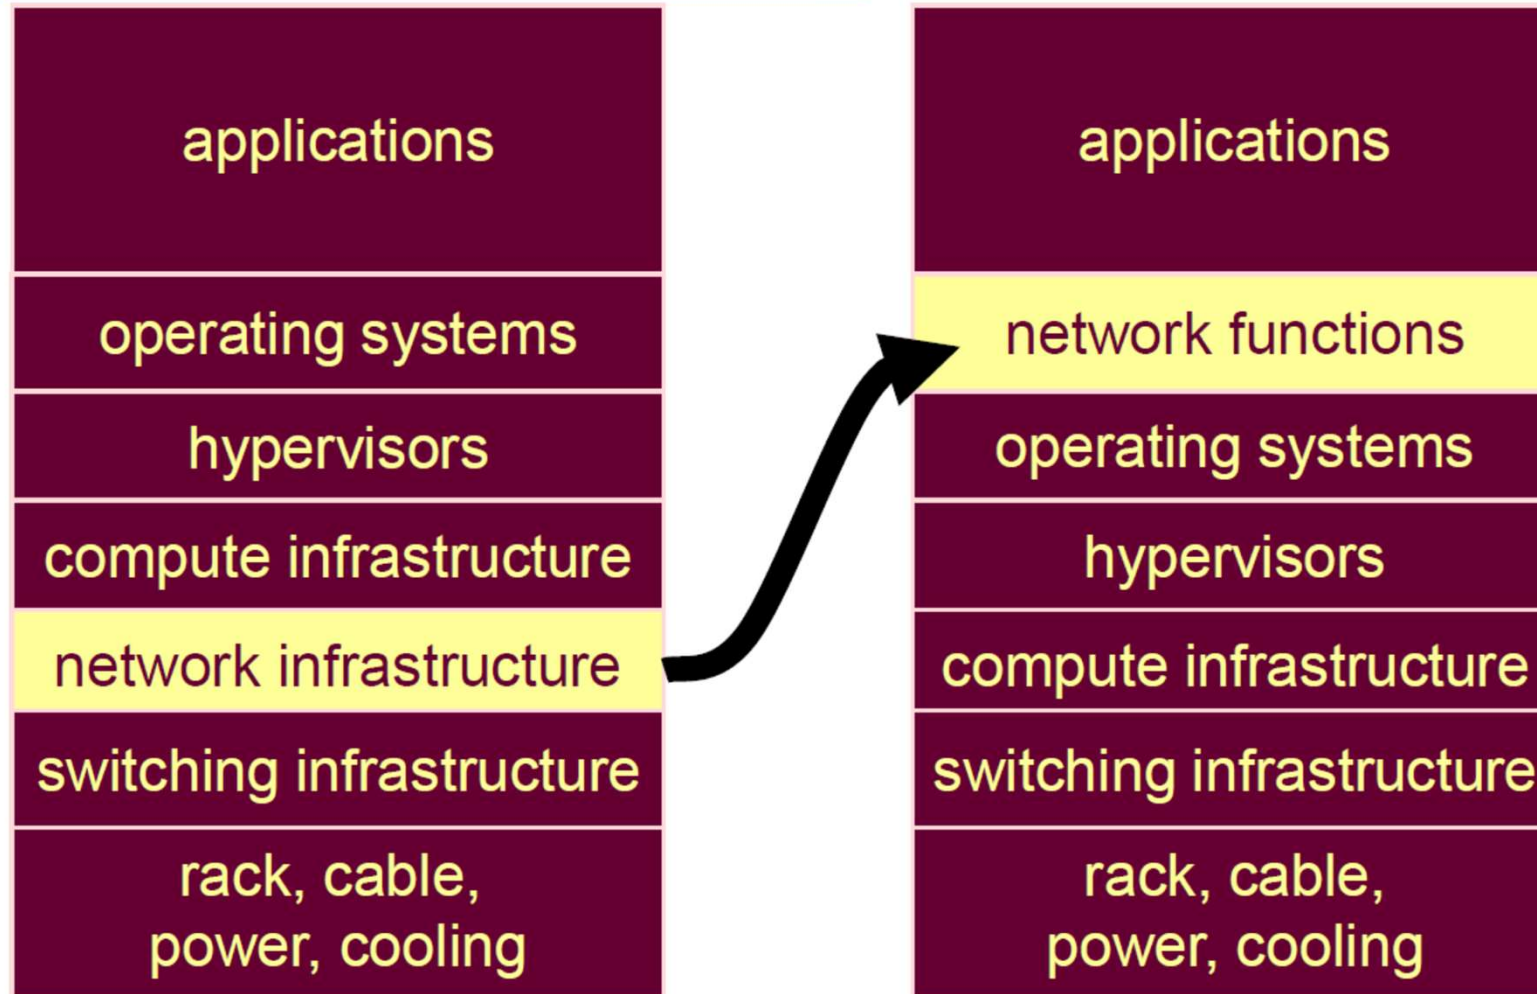 applications
operating systems
hypervisors
compute infrastructure
network infrastructure
switching infrastructure
rack, cable,
power, cooling
applications
network functions
operating systems
hypervisors
compute infrastructure
switching infrastructure
rack, cable,
power, cooling